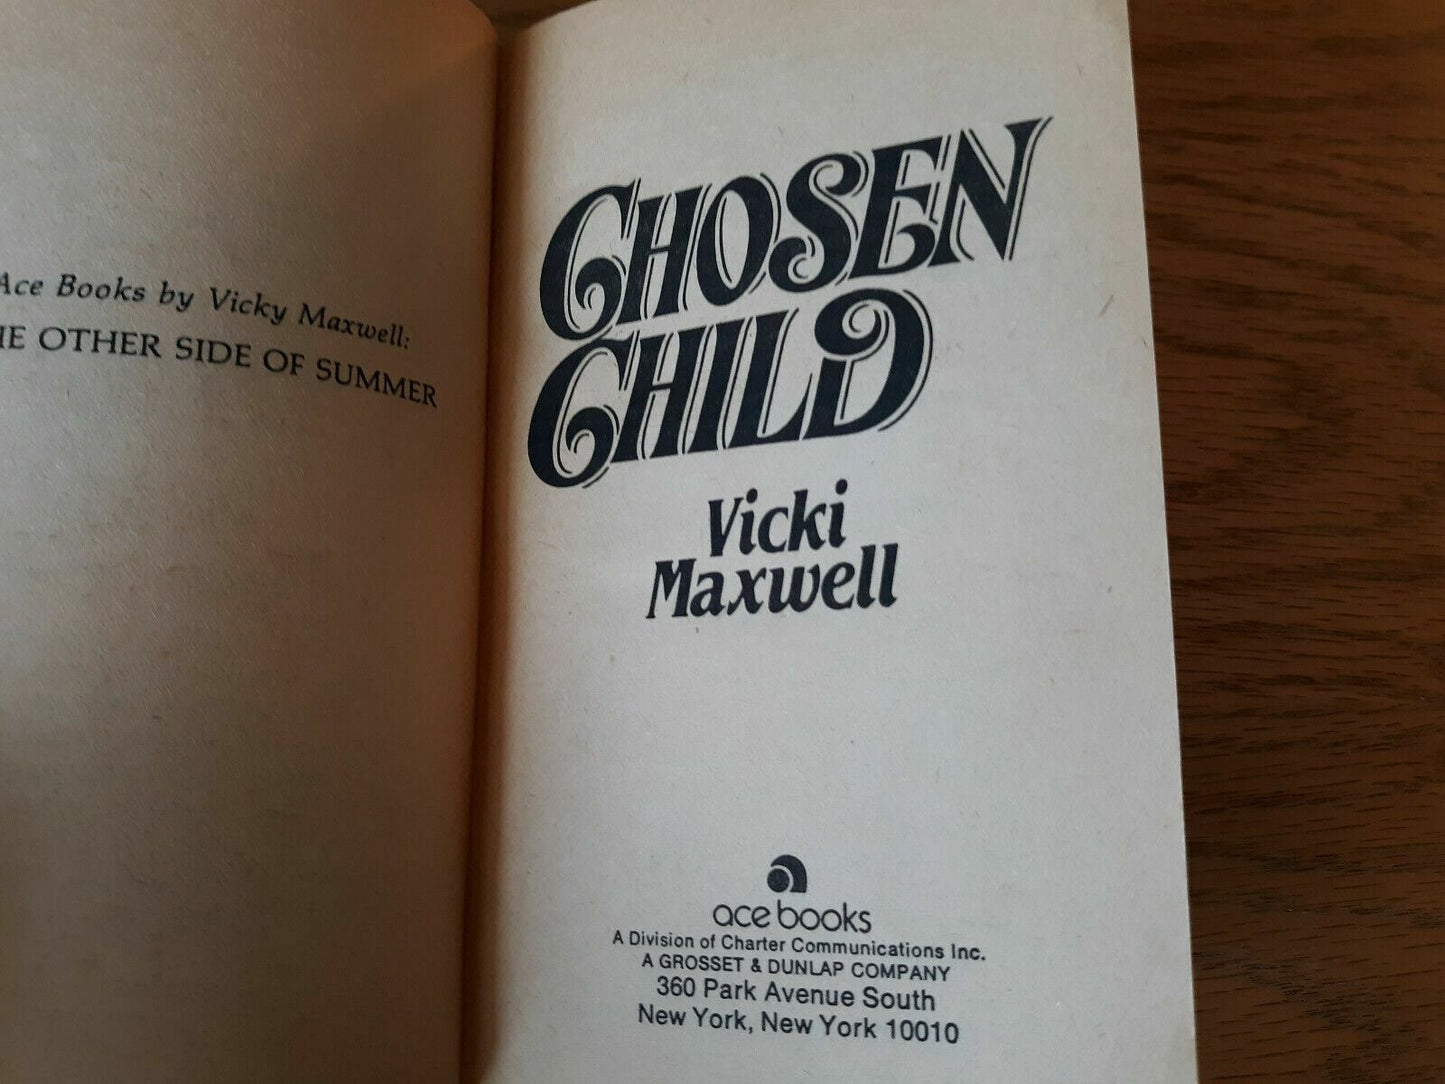 Ace Books by Vicky Maxwell:
OTHER SIDE OF SUMMER
CHOSEN
CHILD
Vicki
Maxwell
ace books
A Division of Charter Communications Inc.
A GROSSET & DUNLAP COMPANY
360 Park Avenue South
New York, New York 10010